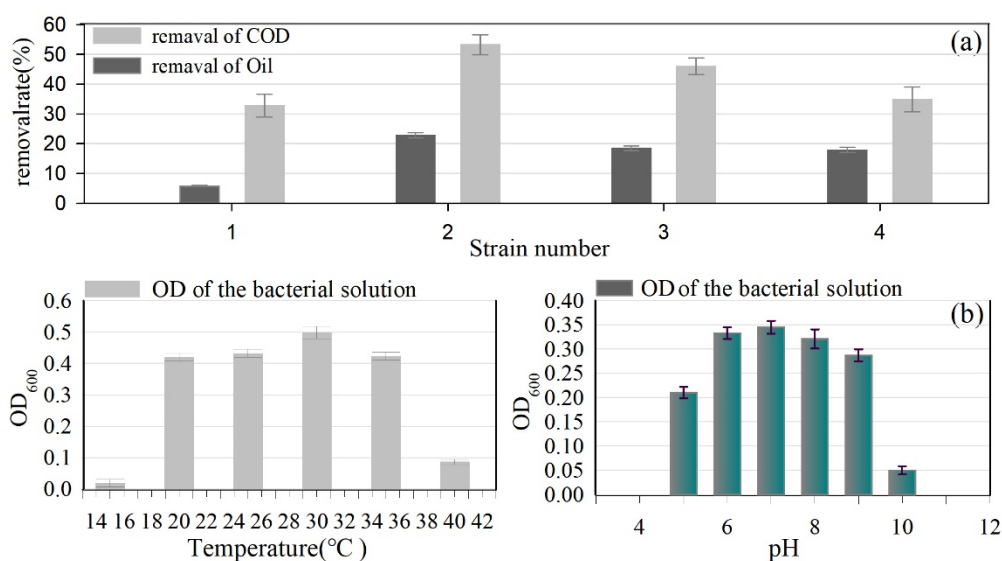 (a)
removal of COD
remaval of Oil
removalrate(%)
60
50
40
30
20
10
0
1 2 3 4
Strain number
OD of the bacterial solution
OD600
0.6
0.5
0.4
0.3
0.2
0.1
0.0
14 16 18 20 22 24 26 28 30 32 34 36 38 40 42
Temperature(℃ )
OD of the bacterial solution
(b)
OD600
0.40
0.35
0.30
0.25
0.20
0.15
0.10
0.05
0.00
4 6 8 10 12
pH